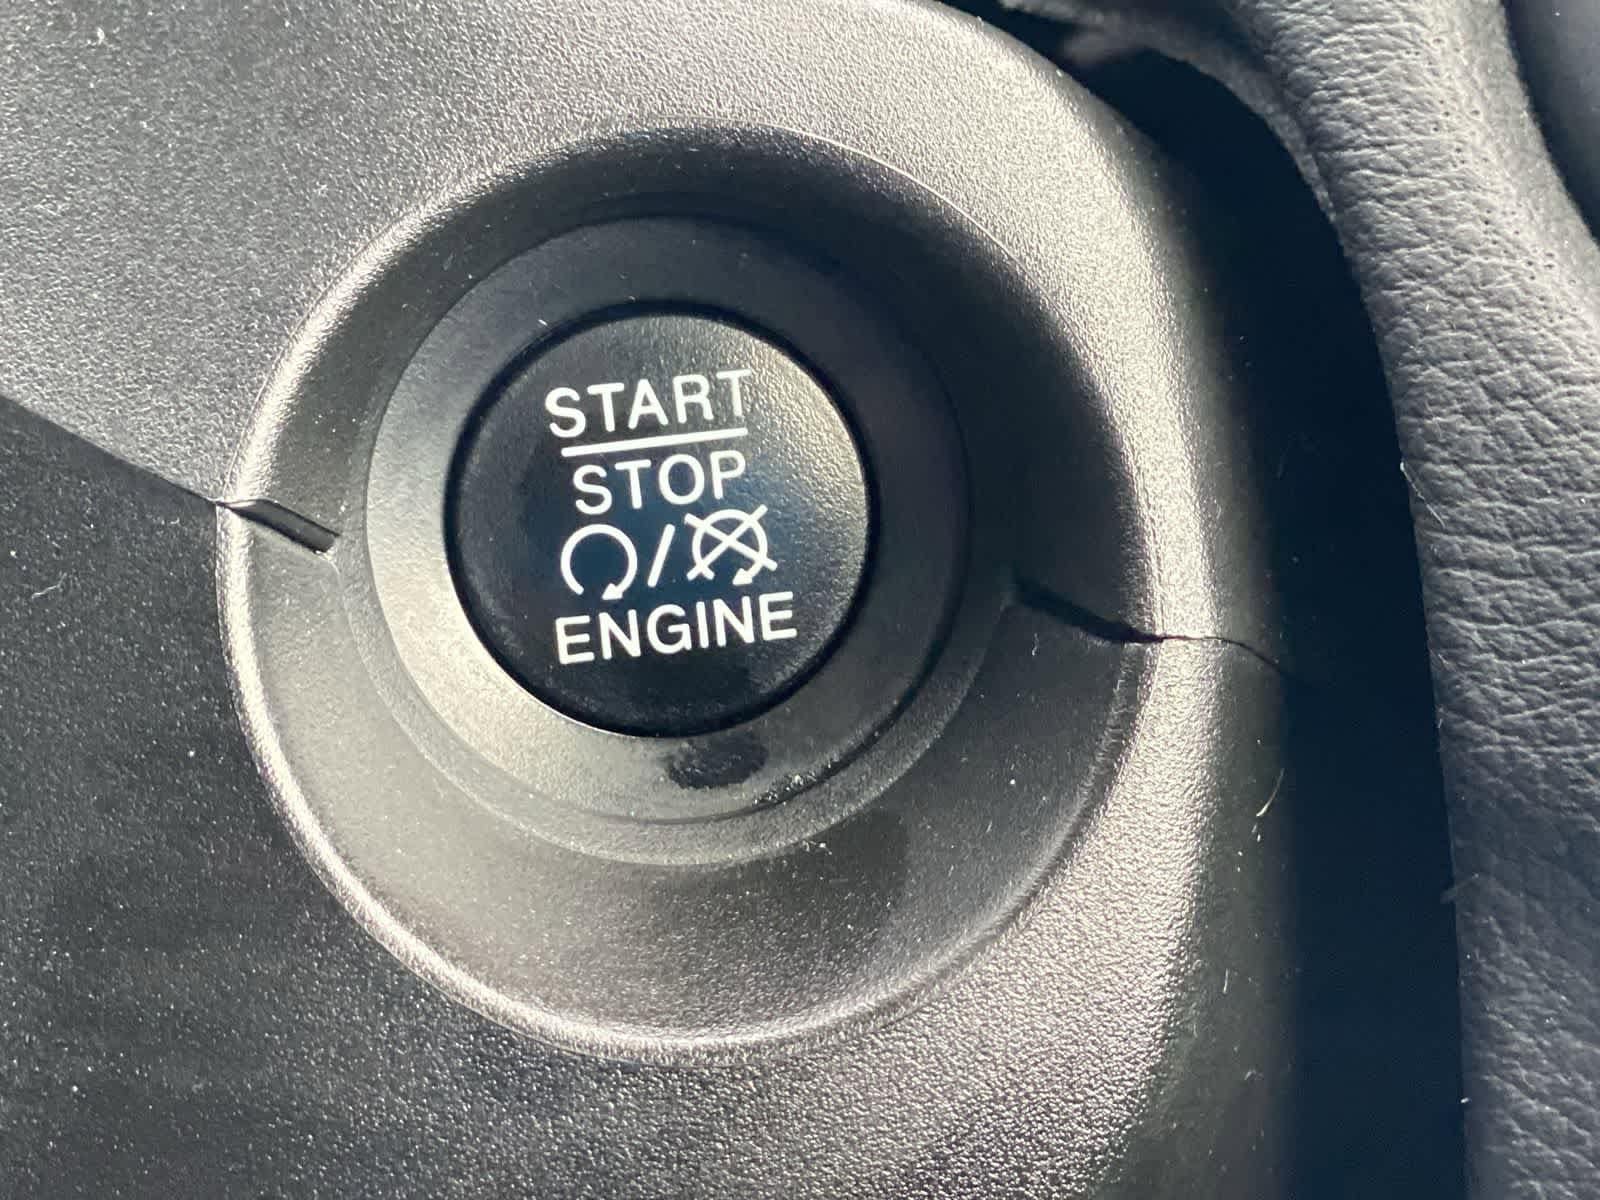 START
STOP
/
ENGINE